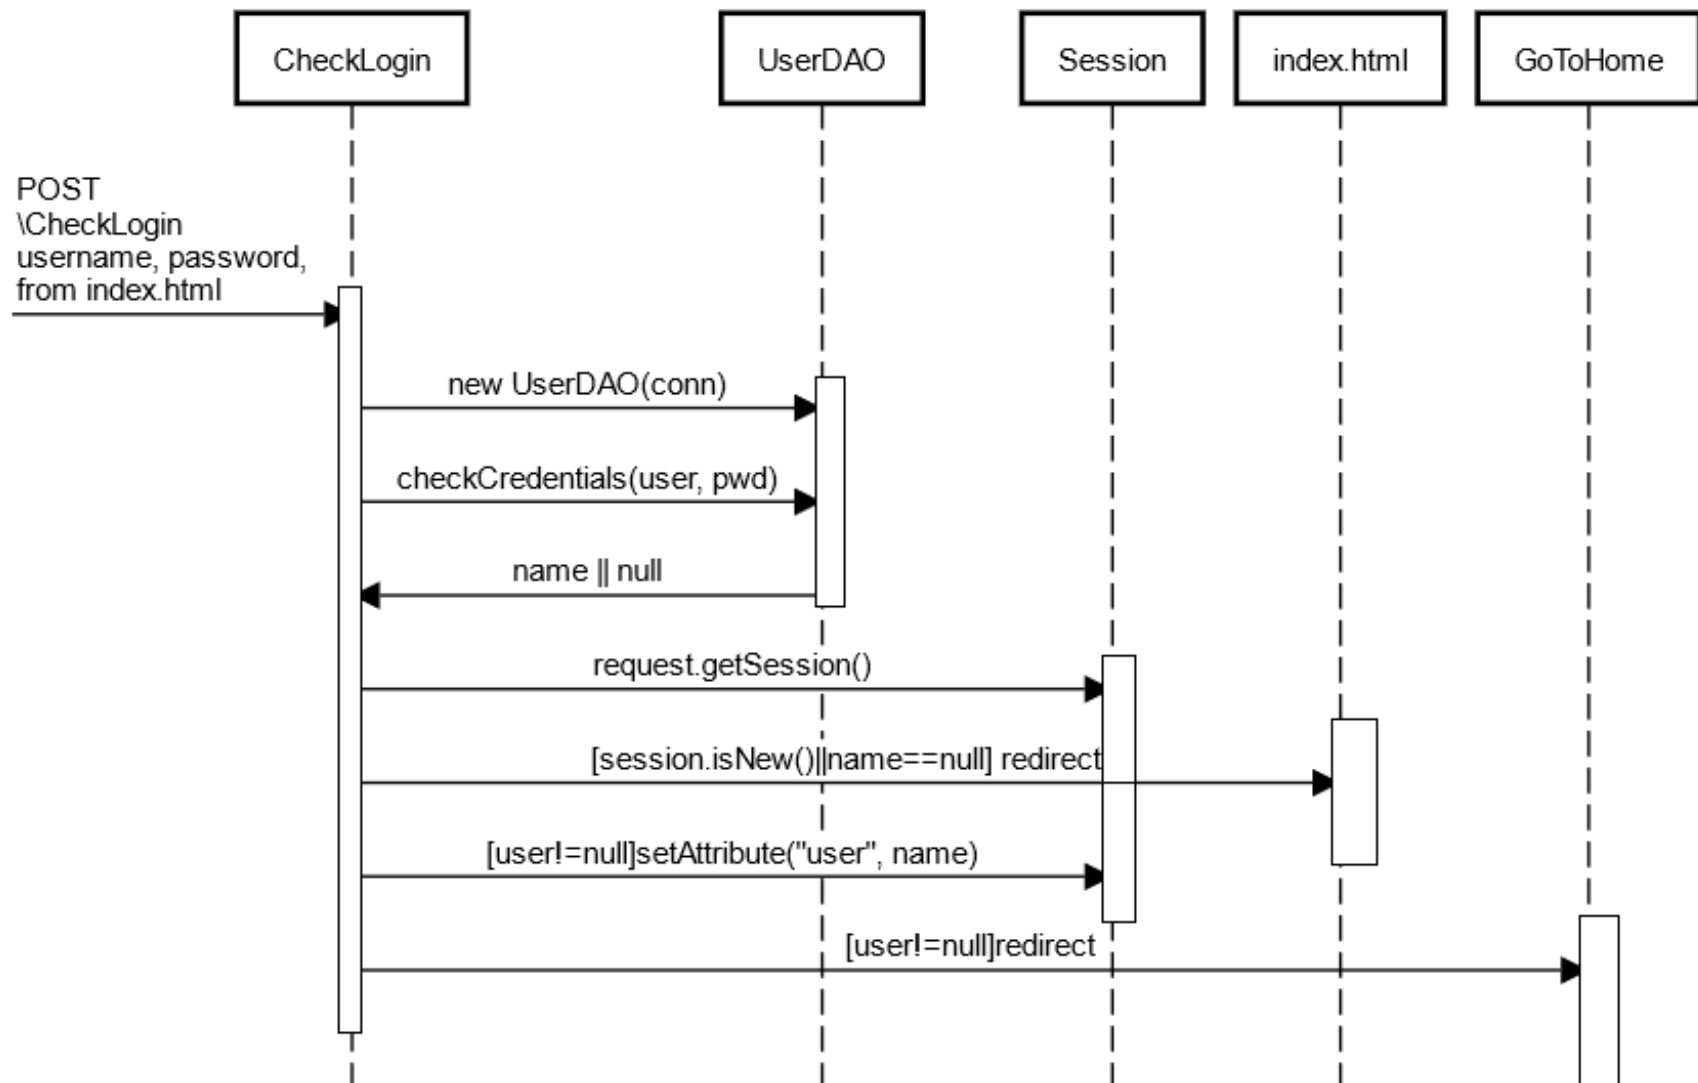 CheckLogin
UserDAO
Session
index.html
GoToHome
POST
\CheckLogin
username, password,
from index.html
new UserDAO(conn)
checkCredentials(user, pwd)
name || null
request.getSession()
[session.isNew()||name==null] redirect
[user!=null]setAttribute("user", name)
[user!=null]redirect